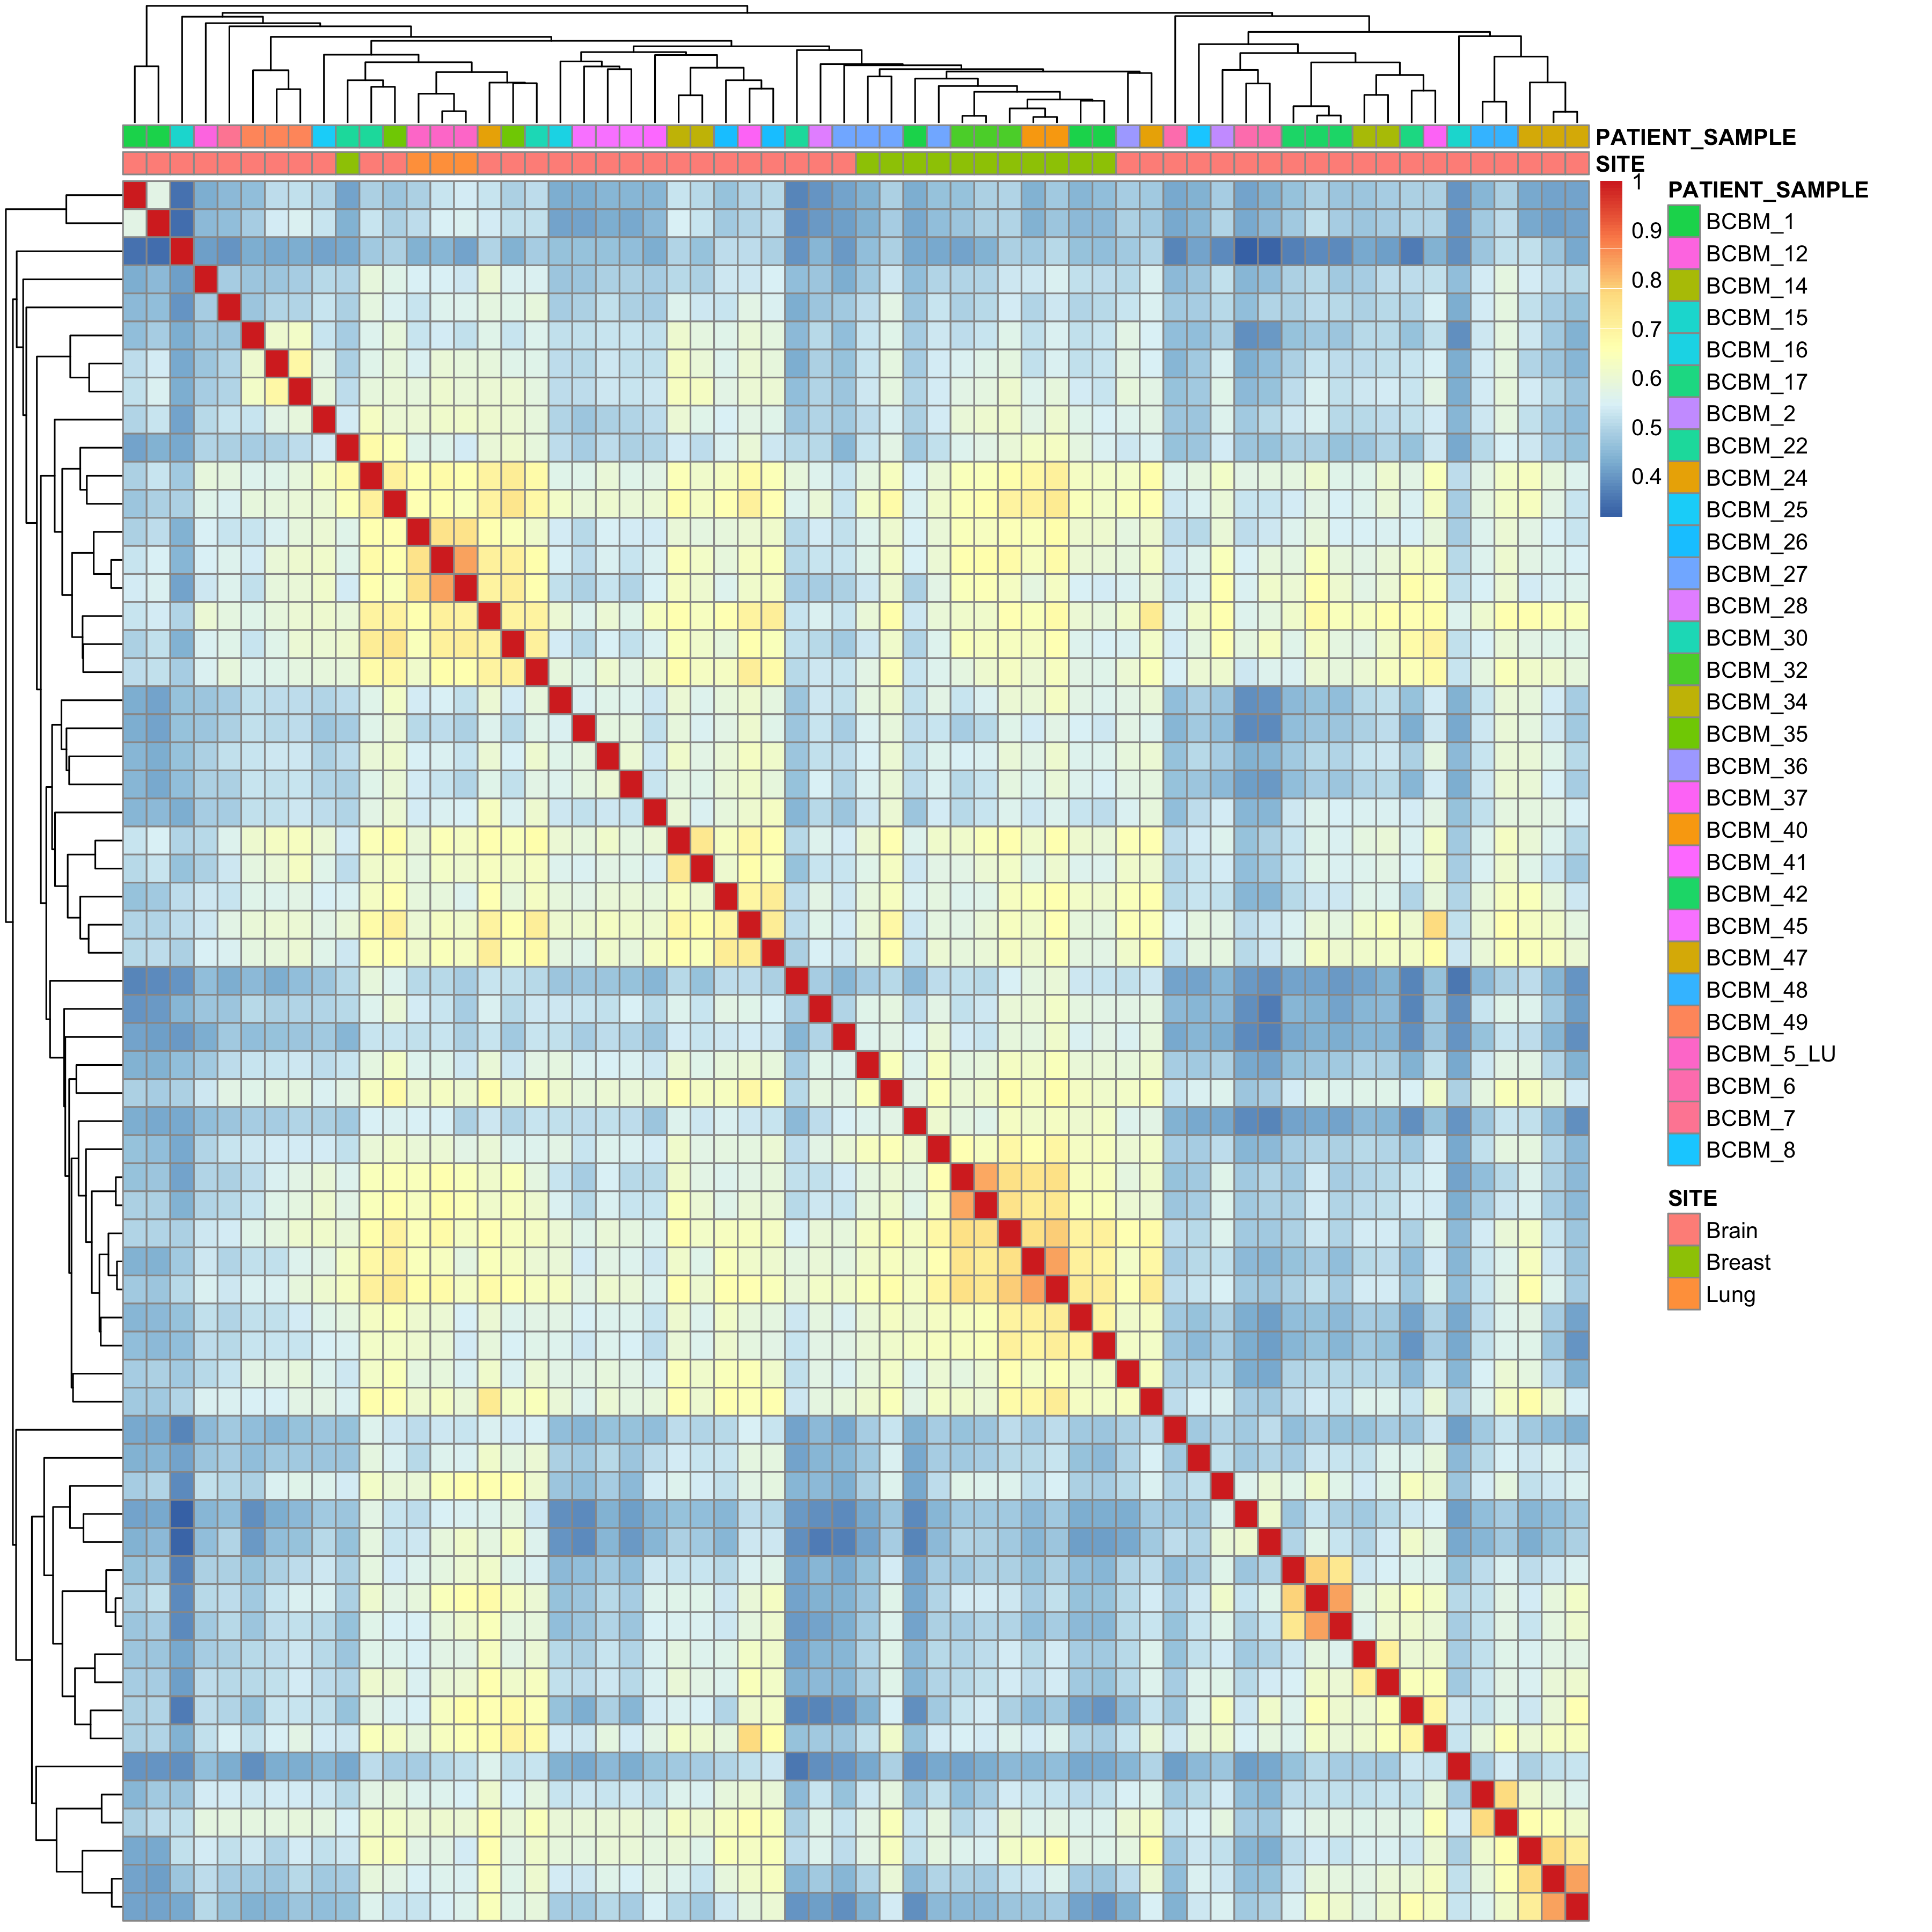 PATIENT_SAMPLE
SITE
1
0.9
0.8
0.7
0.6
0.5
0.4
PATIENT_SAMPLE
BCBM_1
BCBM_12
BCBM_14
BCBM_15
BCBM_16
BCBM_17
BCBM_2
BCBM_22
BCBM_24
BCBM_25
BCBM_26
BCBM_27
BCBM_28
BCBM_30
BCBM_32
BCBM_34
BCBM_35
BCBM_36
BCBM_37
BCBM_40
BCBM_41
BCBM_42
BCBM_45
BCBM_47
BCBM_48
BCBM_49
BCBM_5_LU
BCBM_6
BCBM_7
BCBM_8
SITE
Brain
Breast
Lung